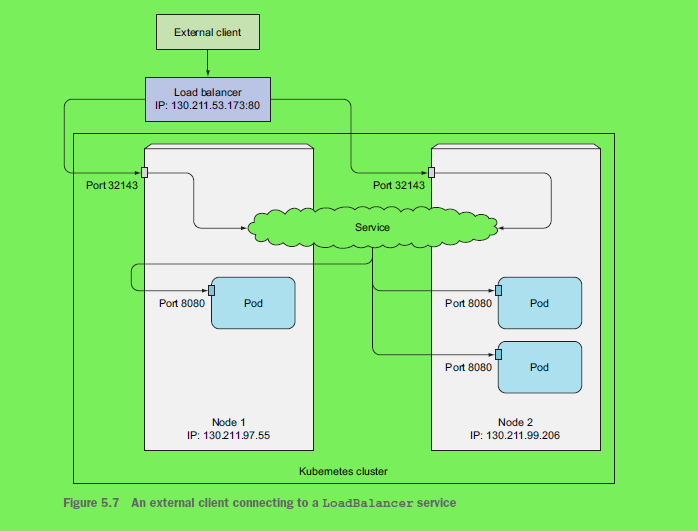 External client
Load balancer
IP: 130.211.53.173:80
Port 32143
Port 32143
Service
Port 8080
Pod
Port 8080
Pod
Port 8080
Pod
Node 1
IP: 130.211.97.55
Node 2
IP: 130.211.99.206
Kubernetes cluster
Figure 5.7 An external client connecting to a LoadBalancer service